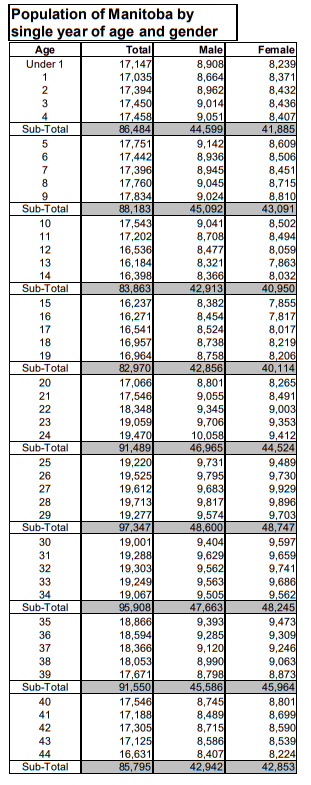 Population of Manitoba by
single year of age and gender
Age Total Male Female
Under 1 17,147 8,908 8,239
1 17,035 8,664 8,371
2 17,394 8,962 8,432
3 17,450 9,014 8,436
4 17,458 9,051 8,407
Sub-Total 86,484 44,599 41,885
5 17,751 9,142 8,609
6 17,442 8,936 8,506
7 17,396 8,945 8,451
8 17,760 9,045 8,715
9 17,834 9,024 8,810
Sub-Total 88,183 45,092 43,091
10 17,543 9,041 8,502
11 17,202 8,708 8,494
12 16,536 8,477 8,059
13 16,184 8,321 7,863
14 16,398 8,366 8,032
Sub-Total 83,863 42,913 40,950
15 16,237 8,382 7,855
16 16,271 8,454 7,817
17 16,541 8,524 8,017
18 16,957 8,738 8,219
19 16,964 8,758 8,206
Sub-Total 82,970 42,856 40,114
20 17,066 8,801 8,265
21 17,546 9,055 8,491
22 18,348 9,345 9,003
23 19,059 9,706 9,353
24 19,470 10,058 9,412
Sub-Total 91,489 46,965 44,524
25 19,220 9,731 9,489
26 19,525 9,795 9,730
27 19,612 9,683 9,929
28 19,713 9,817 9,896
29 19,277 9,574 9,703
Sub-Total 97,347 48,600 48,747
30 19,001 9,404 9,597
31 19,288 9,629 9,659
32 19,303 9,562 9,741
33 19,249 9,563 9,686
34 19,067 9,505 9,562
Sub-Total 95,908 47,663 48,245
35 18,866 9,393 9,473
36 18,594 9,285 9,309
37 18,366 9,120 9,246
38 18,053 8,990 9,063
39 17,671 8,798 8,873
Sub-Total 91,550 45,586 45,964
40 17,546 8,745 8,801
41 17,188 8,489 8,699
42 17,305 8,715 8,590
43 17,125 8,586 8,539
44 16,631 8,407 8,224
Sub-Total 85,795 42,942 42,853